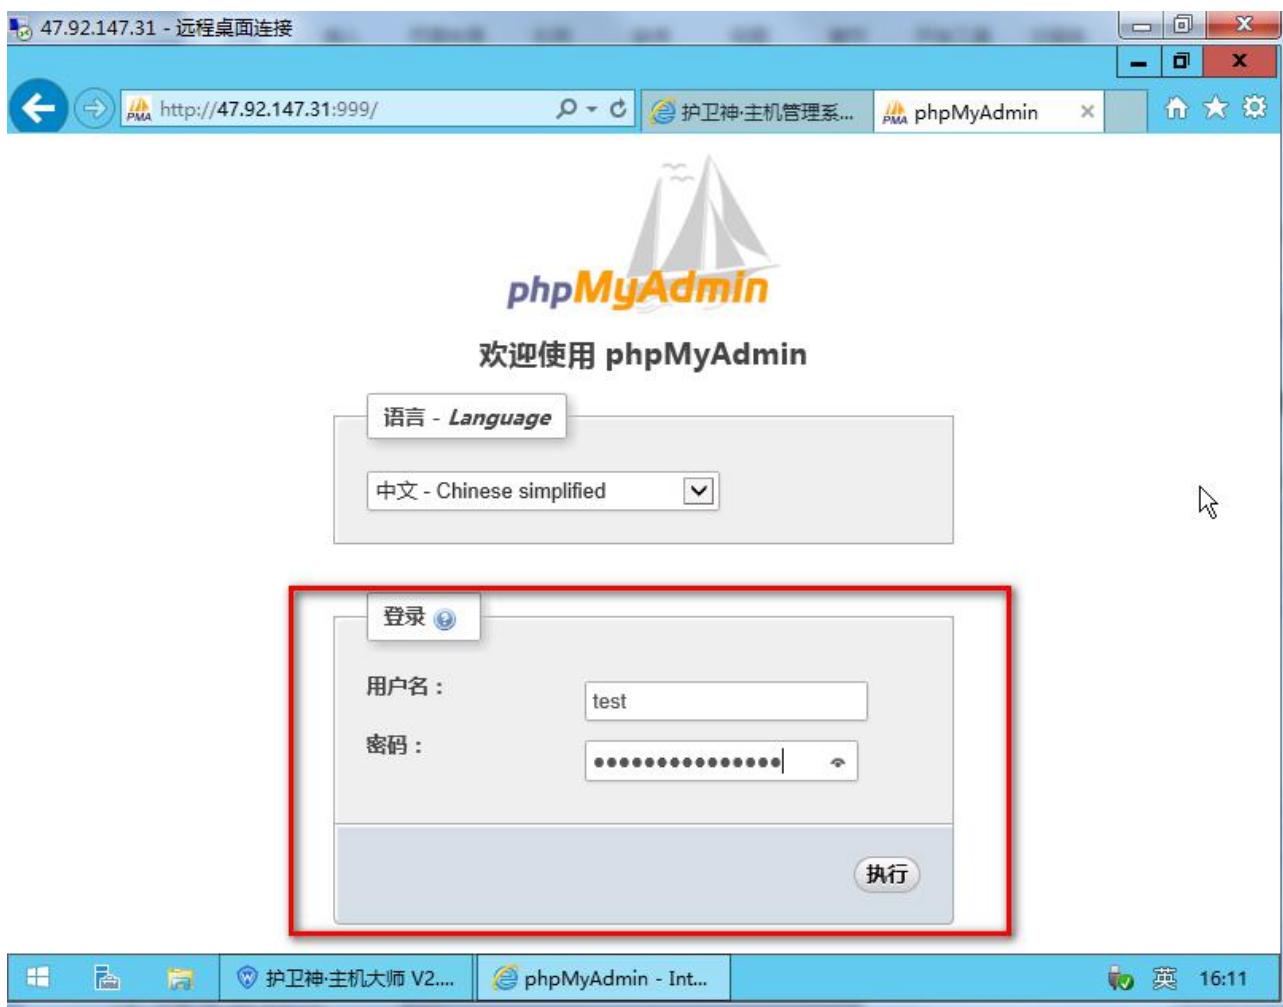 47.92.147.31 - 远程桌面连接
http://47.92.147.31:999/
护卫神·主机管理系...
phpMyAdmin
phpMyAdmin
欢迎使用 phpMyAdmin
语言 - Language
中文 - Chinese simplified
登录
用户名：
test
密码：
执行
护卫神·主机大师 V2....
phpMyAdmin - Int...
英
16:11